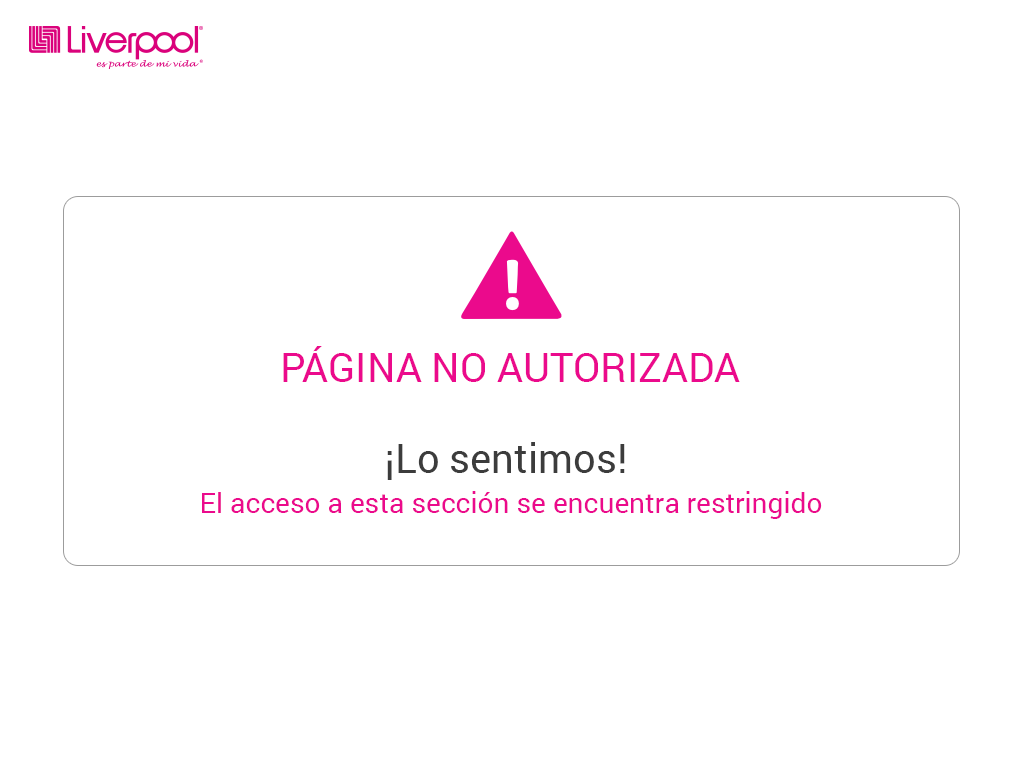 Liverpool®
es parte de mi vida®
PÁGINA NO AUTORIZADA
¡Lo sentimos!
El acceso a esta sección se encuentra restringido